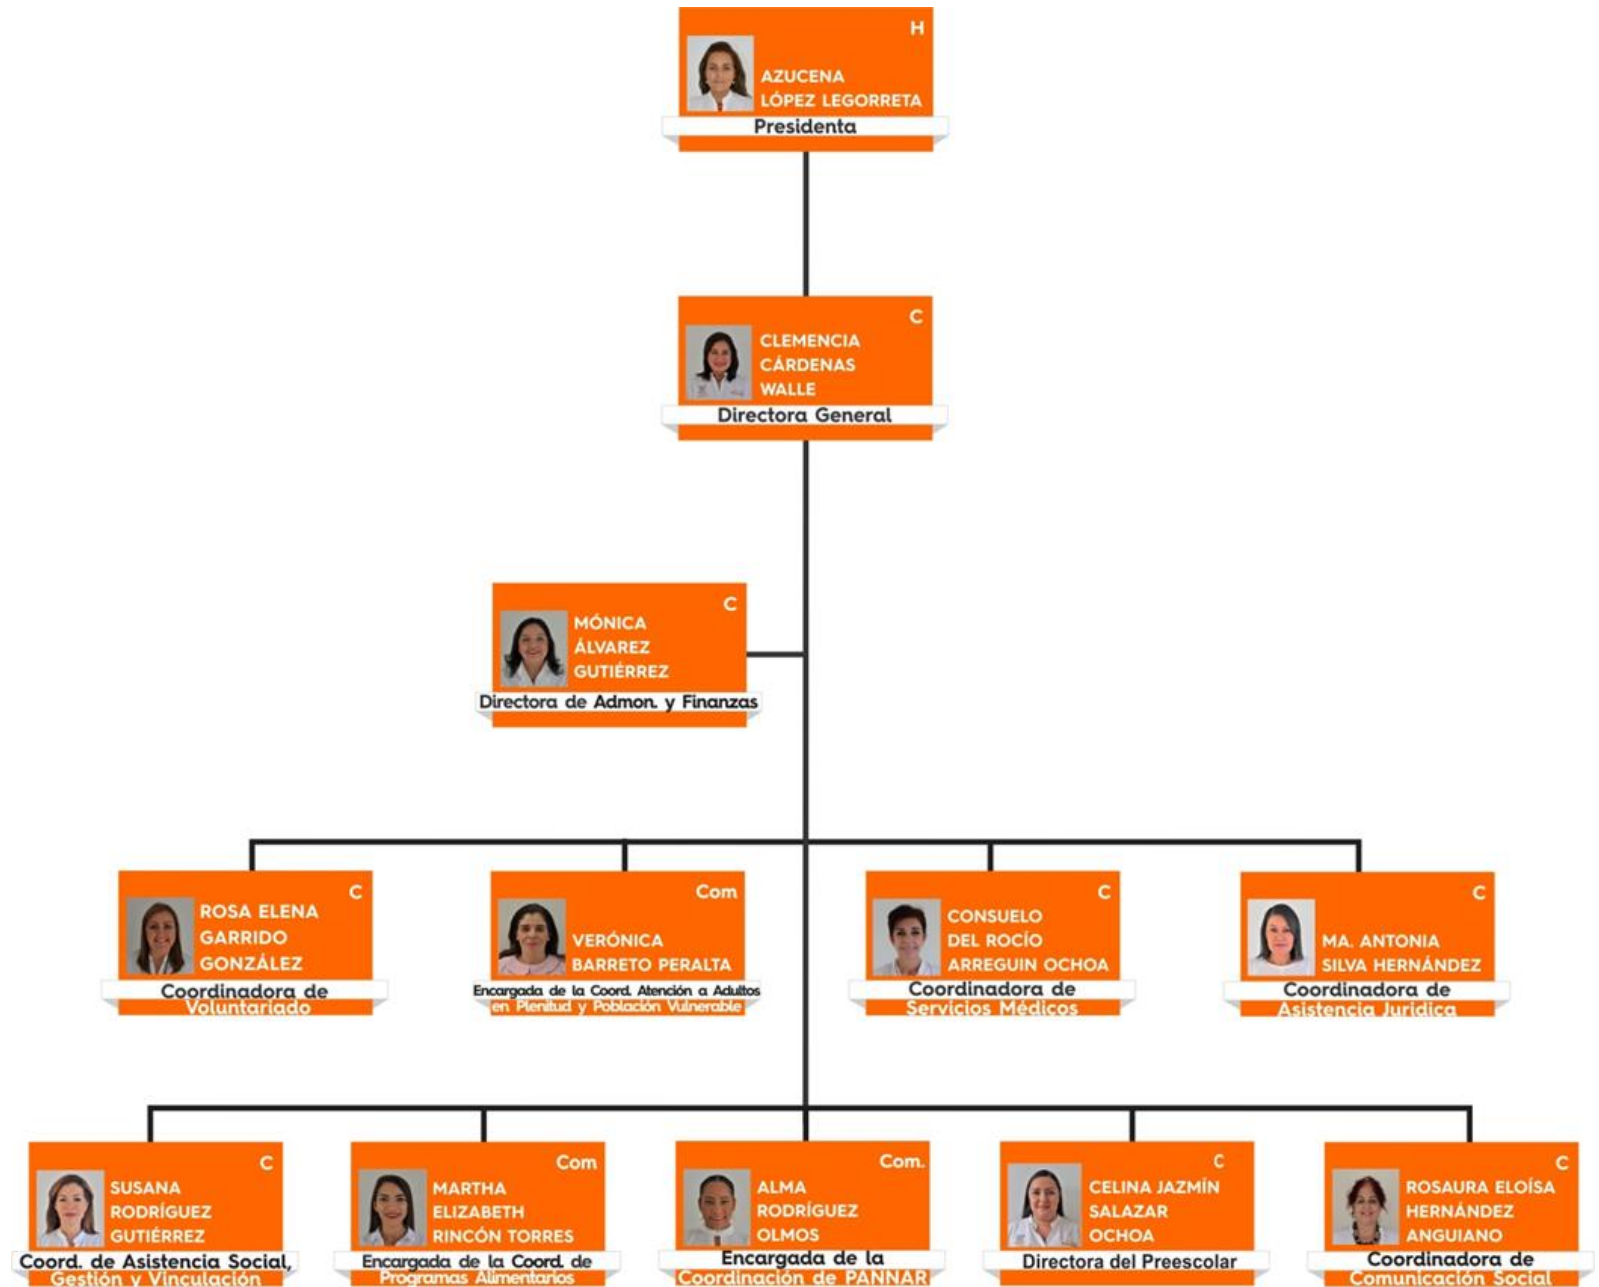 H
AZUCENA
LÓPEZ LEGORRETA
Presidenta
C
CLEMENCIA
CÁRDENAS
WALLE
Directora General
C
MÓNICA
ÁLVAREZ
GUTIÉRREZ
Directora de Admon. y Finanzas
C
ROSA ELENA
GARRIDO
GONZÁLEZ
Coordinadora de
Voluntariado
Com
VERÓNICA
BARRETO PERALTA
Encargada de la Coord. Atención a Adultos
en Plenitud y Población Vulnerable
C
CONSUELO
DEL ROCÍO
ARREGUIN OCHOA
Coordinadora de
Servicios Médicos
C
MA. ANTONIA
SILVA HERNÁNDEZ
Coordinadora de
Asistencia Juridica
C
SUSANA
RODRÍGUEZ
GUTIÉRREZ
Coord. de Asistencia Social,
Gestión y Vinculación
Com
MARTHA
ELIZABETH
RINCÓN TORRES
Encargada de la Coord. de
Programas Alimentarios
Com.
ALMA
RODRÍGUEZ
OLMOS
Encargada de la
Coordinación de PANNAR
C
CELINA JAZMÍN
SALAZAR
OCHOA
Directora del Preescolar
C
ROSAURA ELOÍSA
HERNÁNDEZ
ANGUIANO
Coordinadora de
Comunicación Social